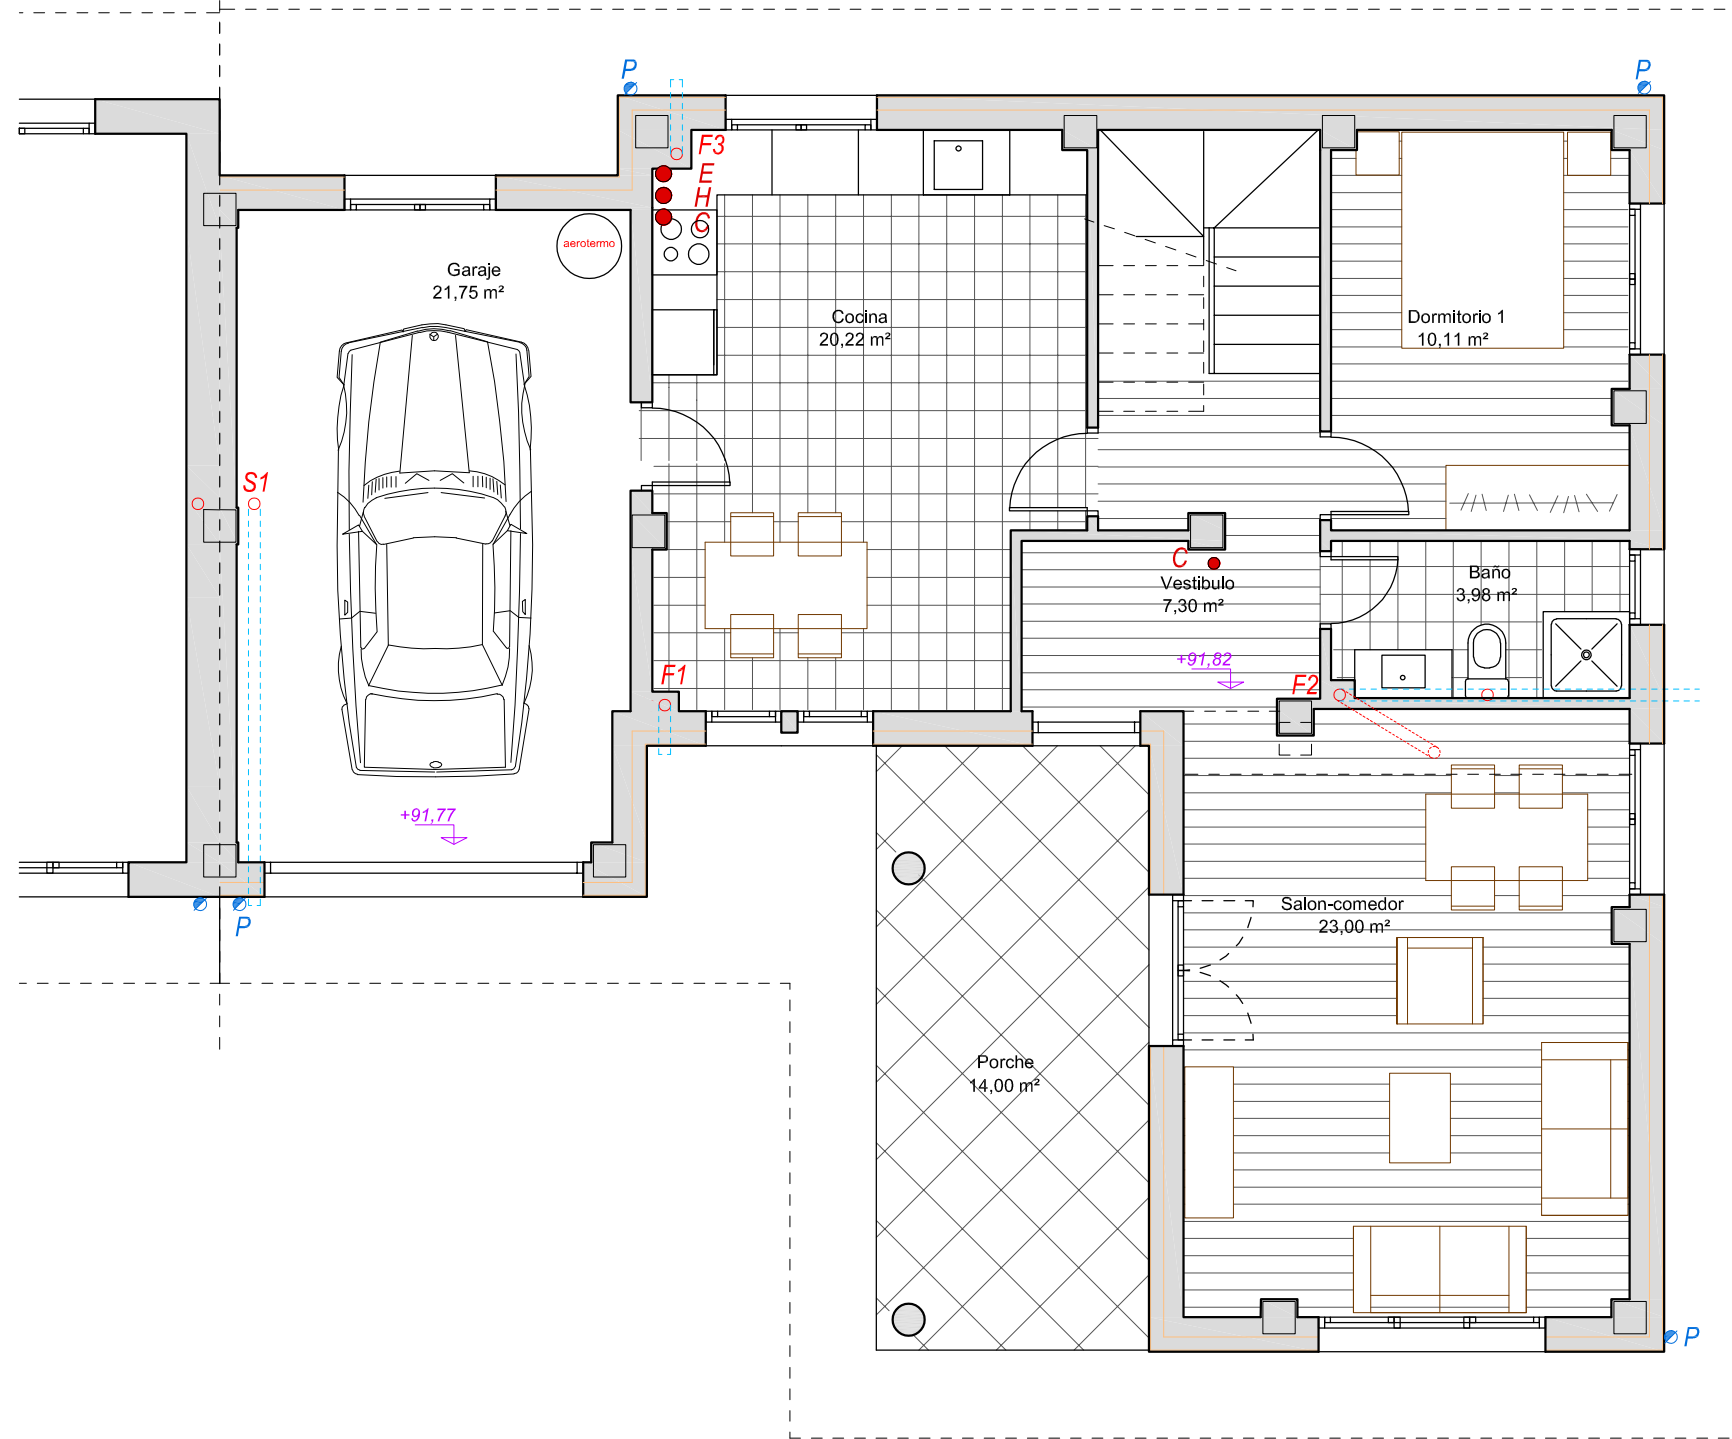 P
P
F3
E
H
C
aerotermo
Garaje
21,75 m²
Cocina
20,22 m²
Dormitorio 1
10,11 m²
S1
C
Vestibulo
7,30 m²
Baño
3,98 m²
+91,82
F1
F2
+91,77
P
Salon-comedor
23,00 m²
Porche
14,00 m²
P